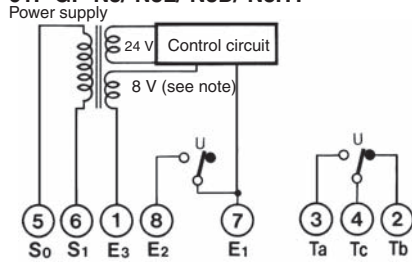 Power supply
24 V
Control circuit
8 V (see note)
U
U
5 6 1 8 7 3 4 2
S0 S1 E3 E2 E1 Ta Tc Tb